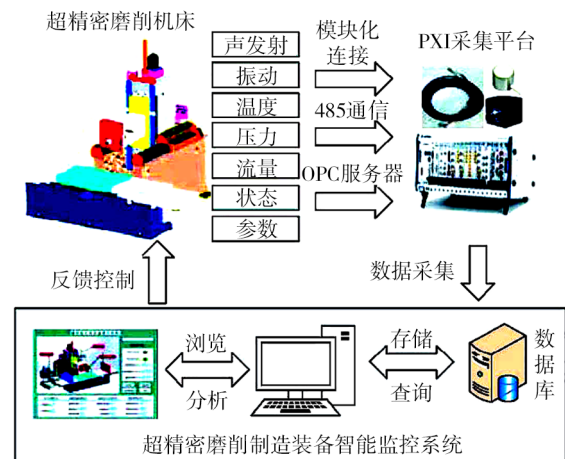 超精密磨削机床
声发射
振动
温度
压力
流量
状态
参数
模块化
连接
485通信
OPC服务器
PXI采集平台
反馈控制
数据采集
浏览
分析
存储
查询
数据库
超精密磨削制造装备智能监控系统